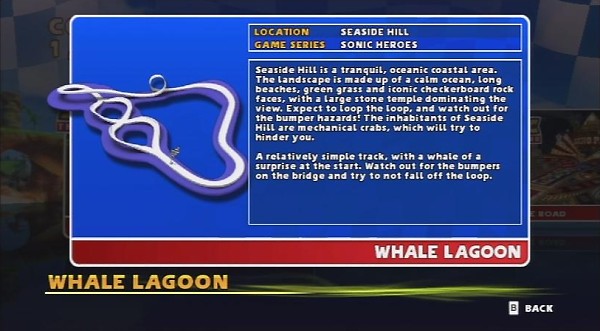 LOCATION SEASIDE HILL
GAME SERIES SONIC HEROES
Seaside Hill is a tranquil, oceanic coastal area.
The landscape is made up of a calm ocean, long
beaches, green grass and iconic checkerboard rock
faces, with a large stone temple dominating the
view. Expect to loop the loop, and watch out for
the bumper hazards! The inhabitants of Seaside
Hill are mechanical crabs, which will try to
hinder you.
A relatively simple track, with a whale of a
surprise at the start. Watch out for the bumpers
on the bridge and try to not fall off the loop.
WHALE LAGOON
WHALE LAGOON
B BACK
ROAD